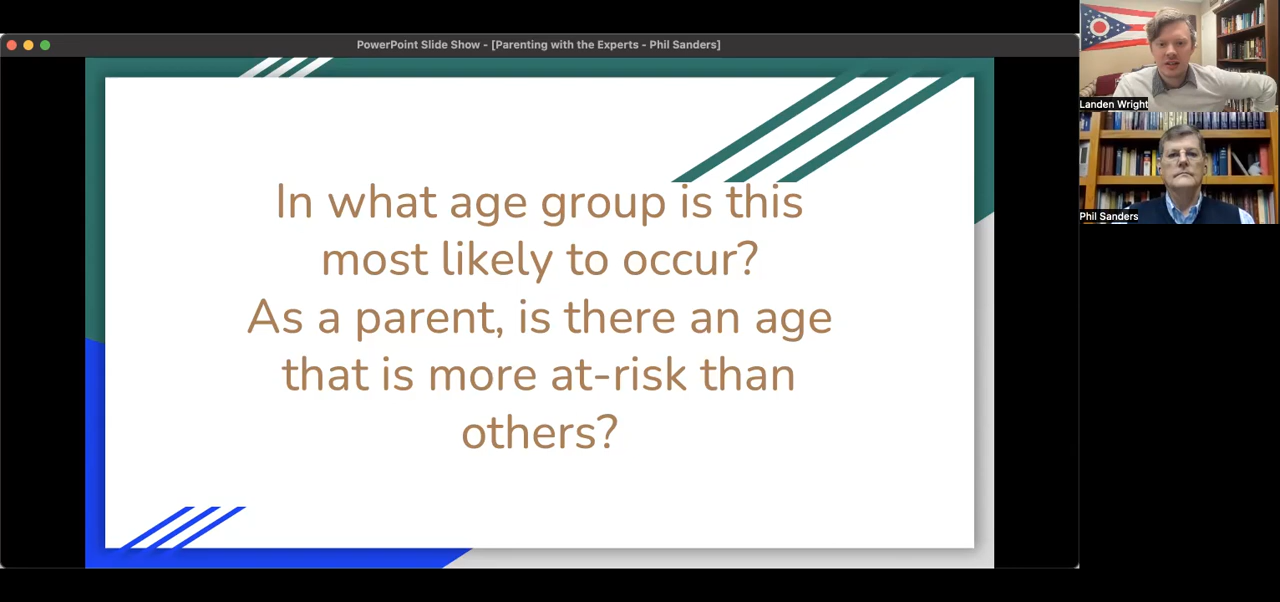 PowerPoint Slide Show - [Parenting with the Experts - Phil Sanders]
In what age group is this
most likely to occur?
As a parent, is there an age
that is more at-risk than
others?
Landen Wright
Phil Sanders